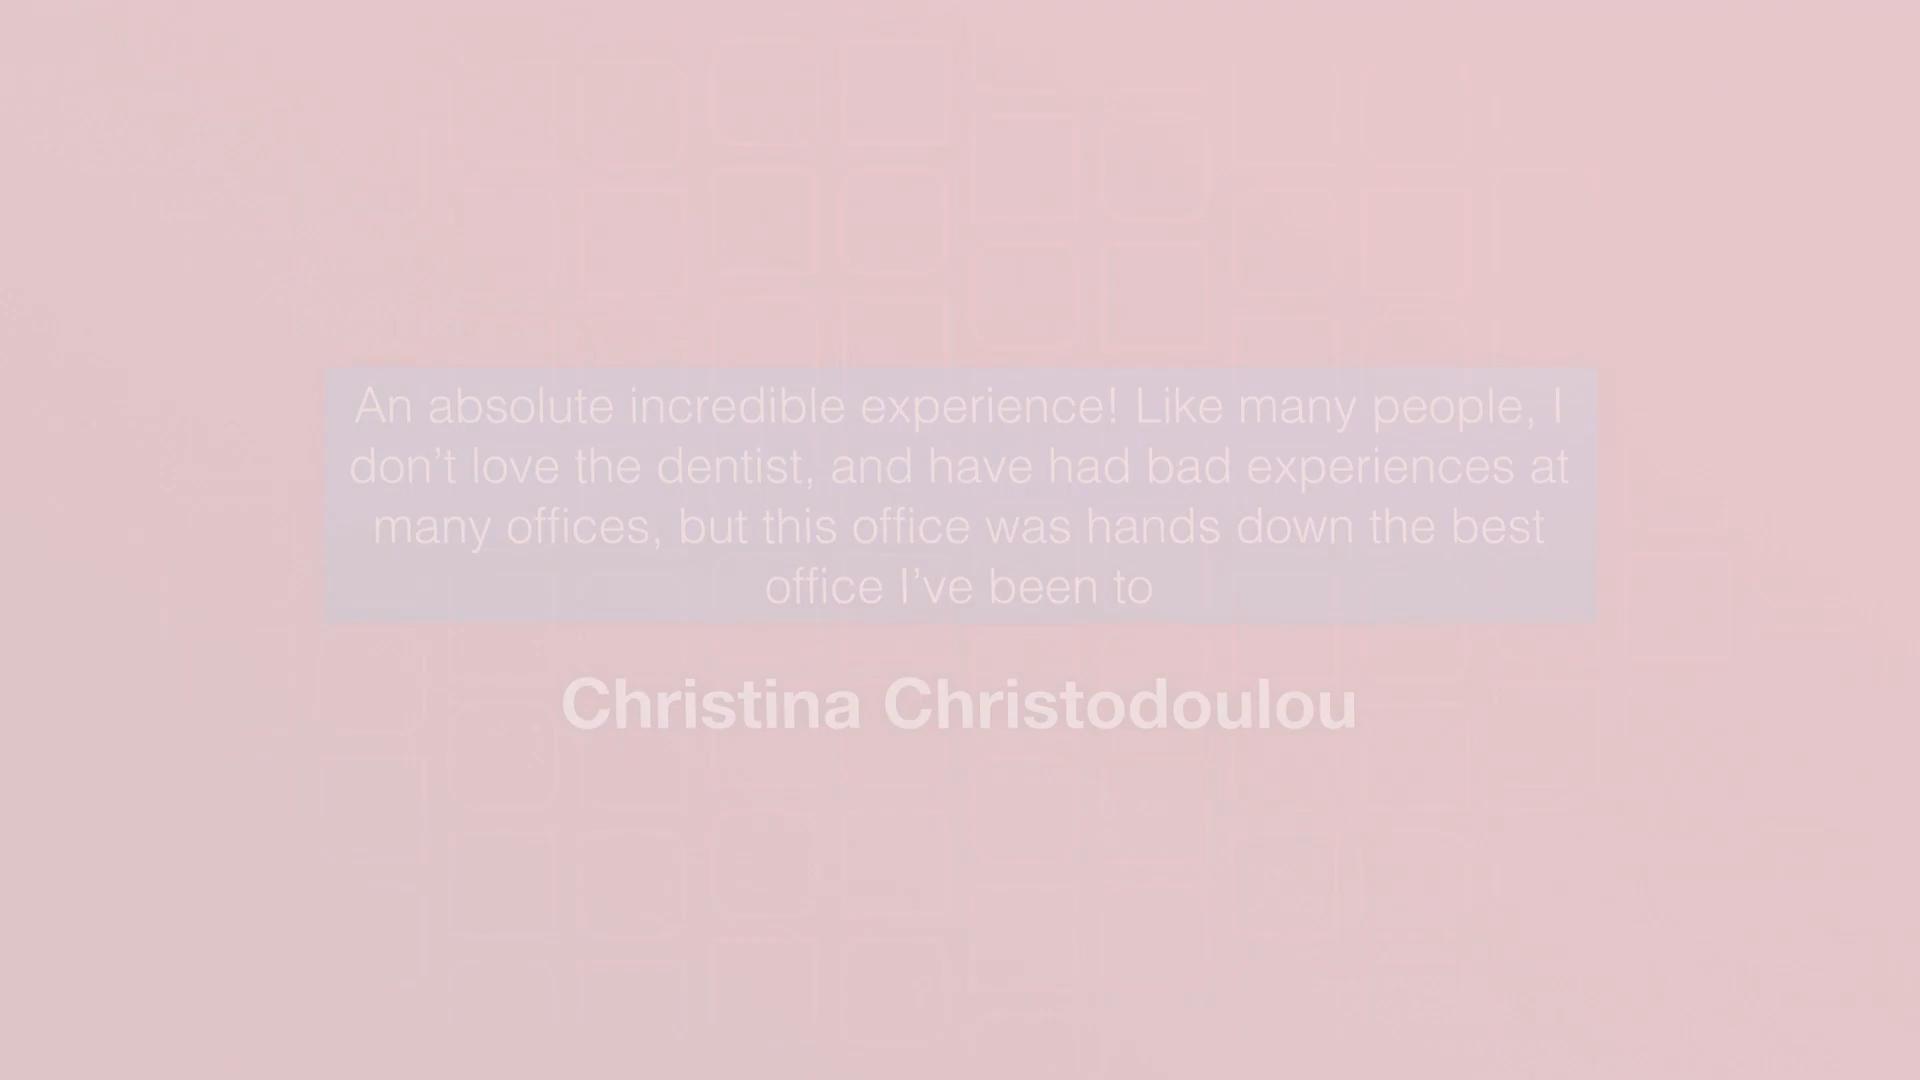 An absolute incredible experience! Like many people, I
don’t love the dentist, and have had bad experiences at
many offices, but this office was hands down the best
office I’ve been to
Christina Christodoulou